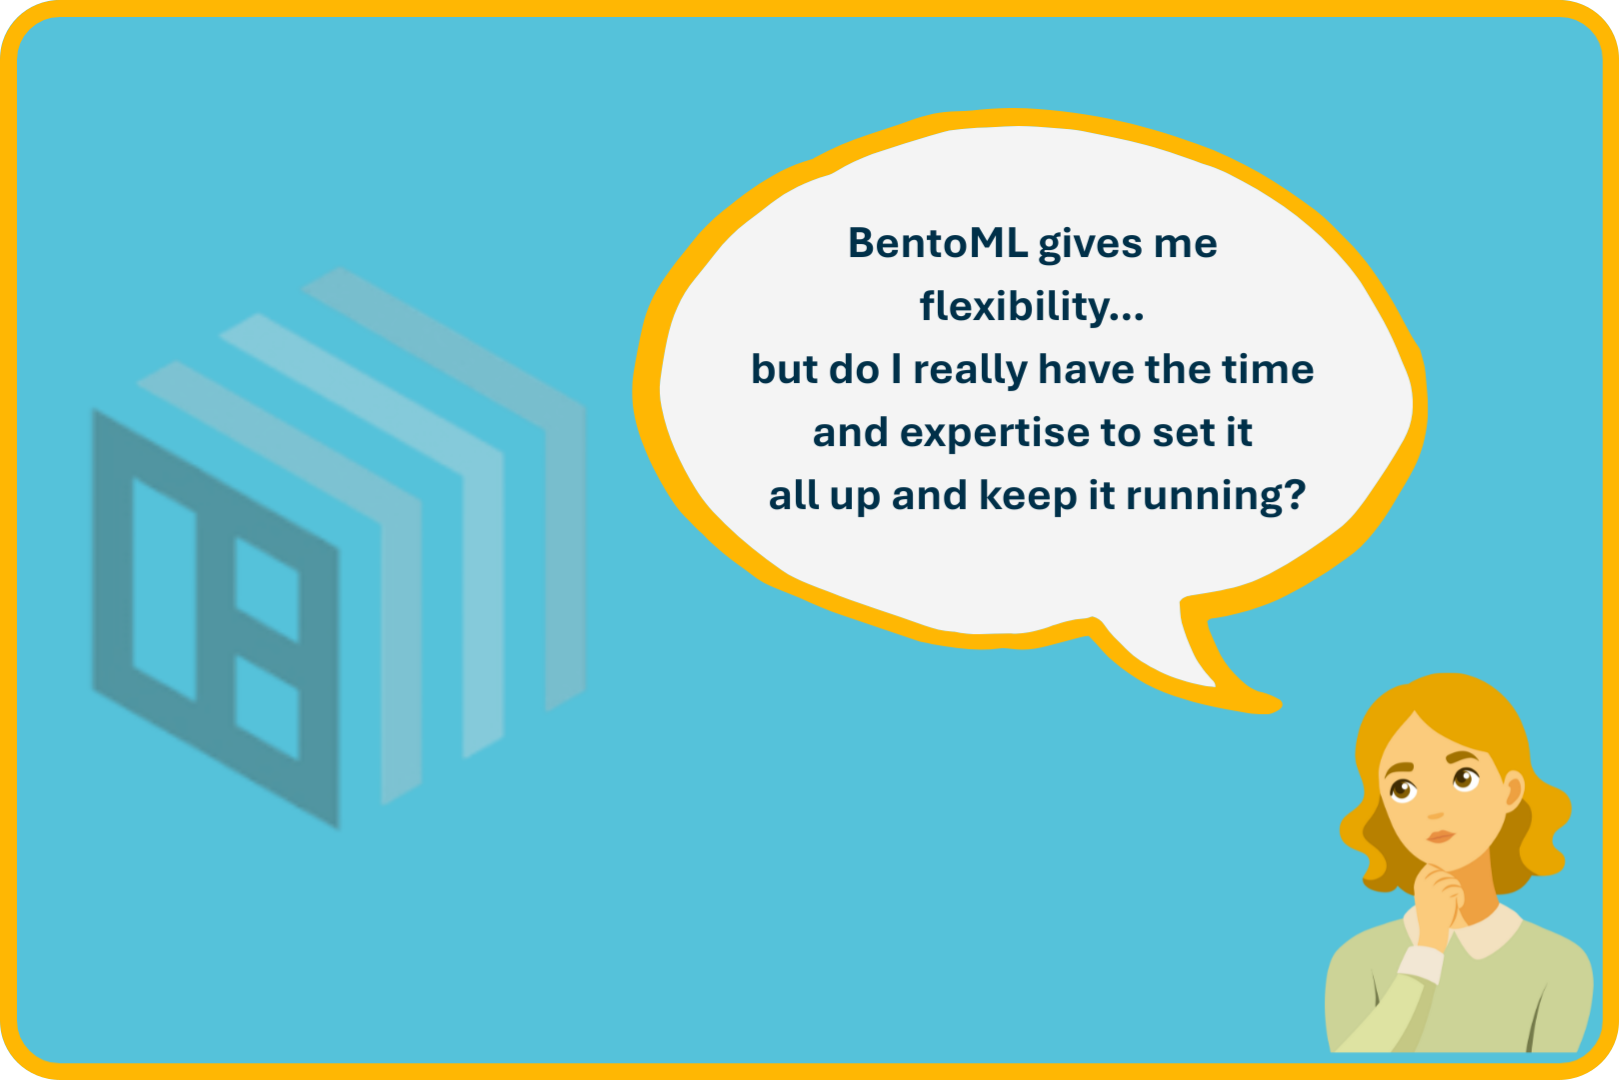 BentoML gives me
flexibility...
but do I really have the time
and expertise to set it
all up and keep it running?